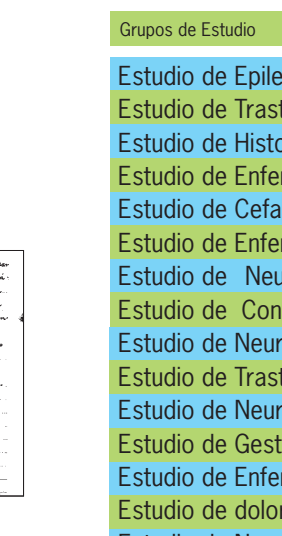 Grupos de Estudio
Estudio de Epile
Estudio de Trast
Estudio de Histo
Estudio de Enfer
Estudio de Cefa
Estudio de Enfer
Estudio de Neu
Estudio de Con
Estudio de Neur
Estudio de Trast
Estudio de Neur
Estudio de Gest
Estudio de Enfer
Estudio de dolor